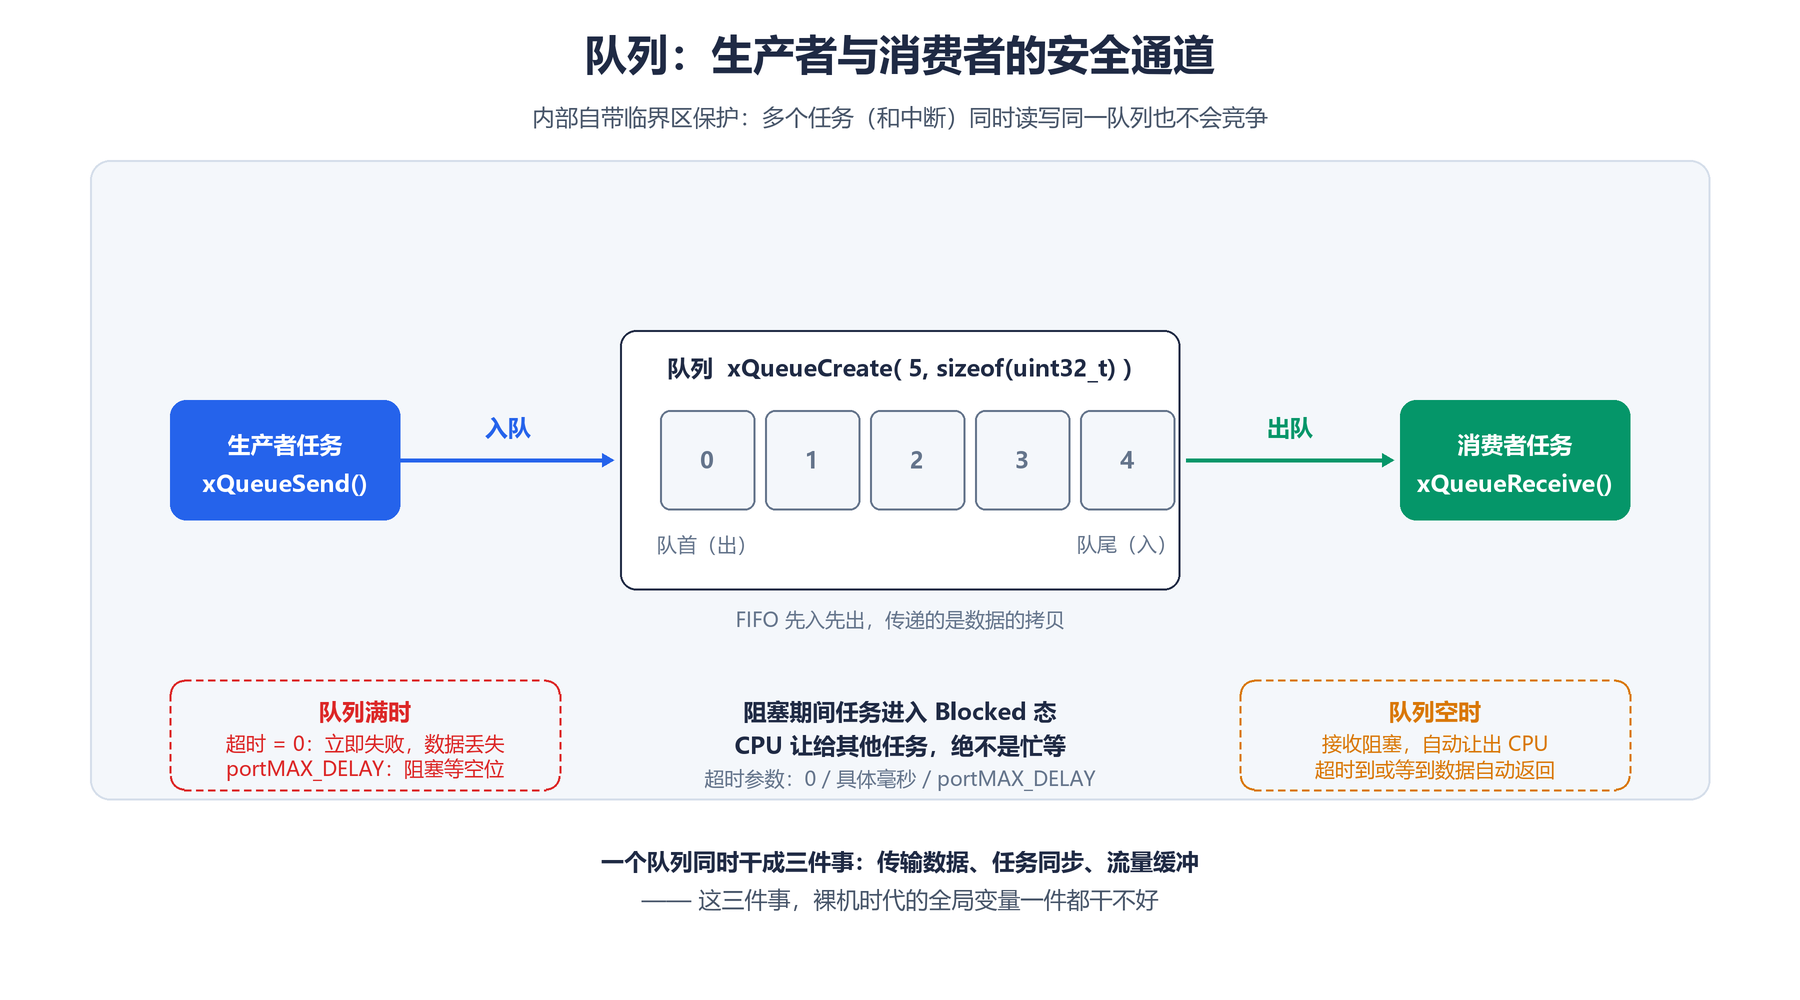 队列：生产者与消费者的安全通道
内部自带临界区保护：多个任务（和中断）同时读写同一队列也不会竞争
队列 xQueueCreate( 5, sizeof(uint32_t) )
生产者任务
xQueueSend()
入队
0
1
2
3
4
出队
消费者任务
xQueueReceive()
队首（出）
队尾（入）
FIFO 先入先出，传递的是数据的拷贝
队列满时
超时 = 0：立即失败，数据丢失
portMAX_DELAY：阻塞等空位
阻塞期间任务进入 Blocked 态
CPU 让给其他任务，绝不是忙等
超时参数：0 / 具体毫秒 / portMAX_DELAY
队列空时
接收阻塞，自动让出 CPU
超时到或等到数据自动返回
一个队列同时干成三件事：传输数据、任务同步、流量缓冲
—— 这三件事，裸机时代的全局变量一件都干不好